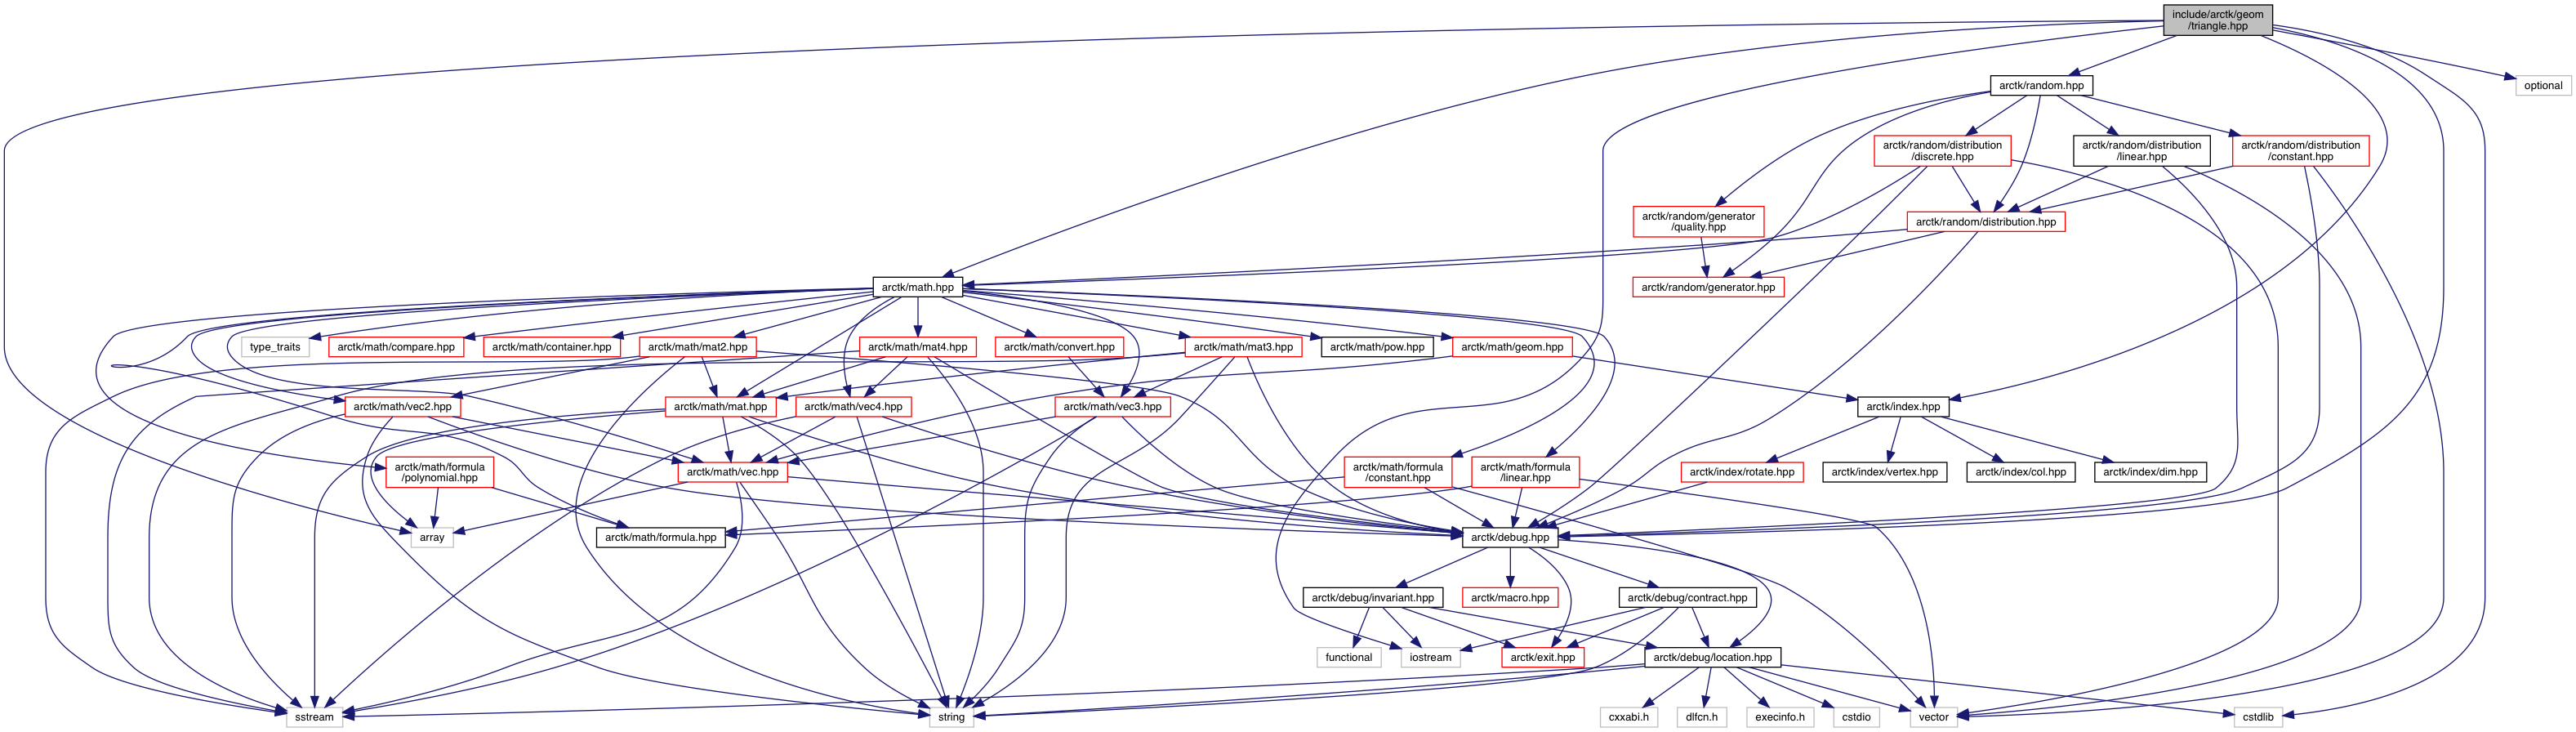 include/arctk/geom
/triangle.hpp
arctk/random.hpp
optional
arctk/random/distribution
/discrete.hpp
arctk/random/distribution
/linear.hpp
arctk/random/distribution
/constant.hpp
arctk/random/generator
/quality.hpp
arctk/random/distribution.hpp
arctk/math.hpp
arctk/random/generator.hpp
type_traits
arctk/math/compare.hpp
arctk/math/container.hpp
arctk/math/mat2.hpp
arctk/math/mat4.hpp
arctk/math/convert.hpp
arctk/math/mat3.hpp
arctk/math/pow.hpp
arctk/math/geom.hpp
arctk/math/vec2.hpp
arctk/math/mat.hpp
arctk/math/vec4.hpp
arctk/math/vec3.hpp
arctk/index.hpp
arctk/math/formula
/polynomial.hpp
arctk/math/vec.hpp
arctk/math/formula
/constant.hpp
arctk/math/formula
/linear.hpp
arctk/index/rotate.hpp
arctk/index/vertex.hpp
arctk/index/col.hpp
arctk/index/dim.hpp
array
arctk/math/formula.hpp
arctk/debug.hpp
arctk/debug/invariant.hpp
arctk/macro.hpp
arctk/debug/contract.hpp
functional
iostream
arctk/exit.hpp
arctk/debug/location.hpp
sstream
string
cxxabi.h
dlfcn.h
execinfo.h
cstdio
vector
cstdlib